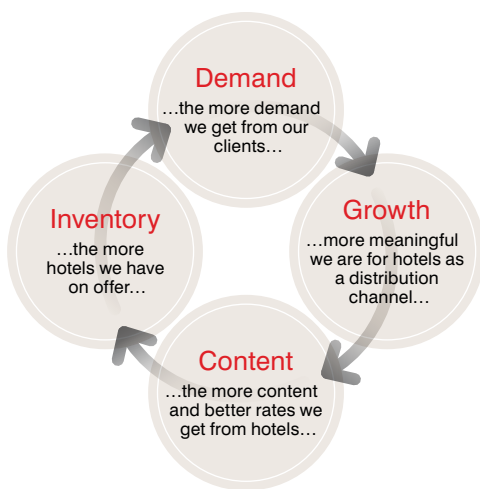 Demand
…the more demand
we get from our
clients…
Growth
…more meaningful
we are for hotels as
a distribution
channel…
Content
…the more content
and better rates we
get from hotels…
Inventory
…the more
hotels we have
on offer…